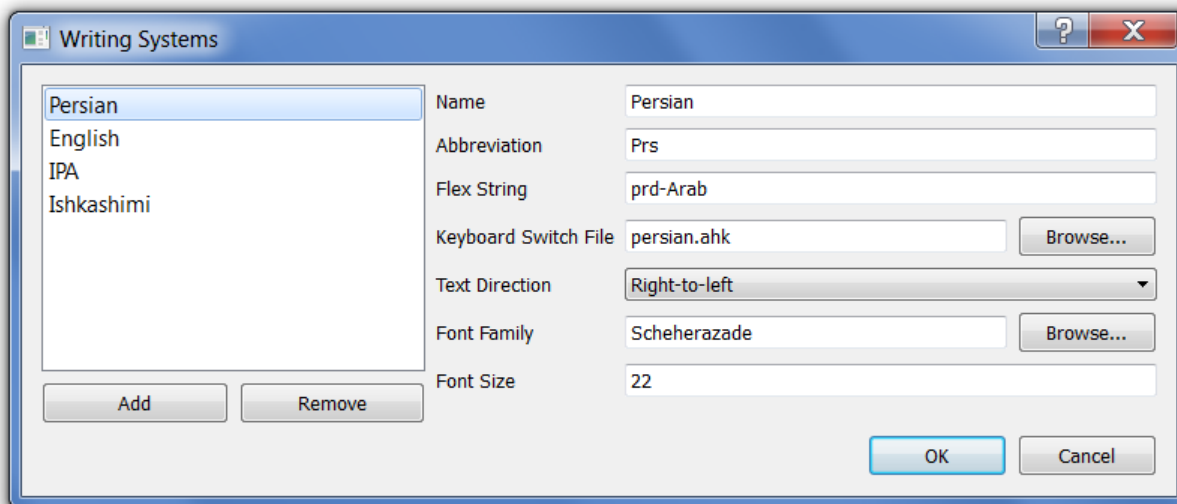 Writing Systems
Persian
English
IPA
Ishkashimi
Add
Remove
Name
Persian
Abbreviation
Prs
Flex String
prd-Arab
Keyboard Switch File
persian.ahk
Browse...
Text Direction
Right-to-left
Font Family
Scheherazade
Browse...
Font Size
22
OK
Cancel